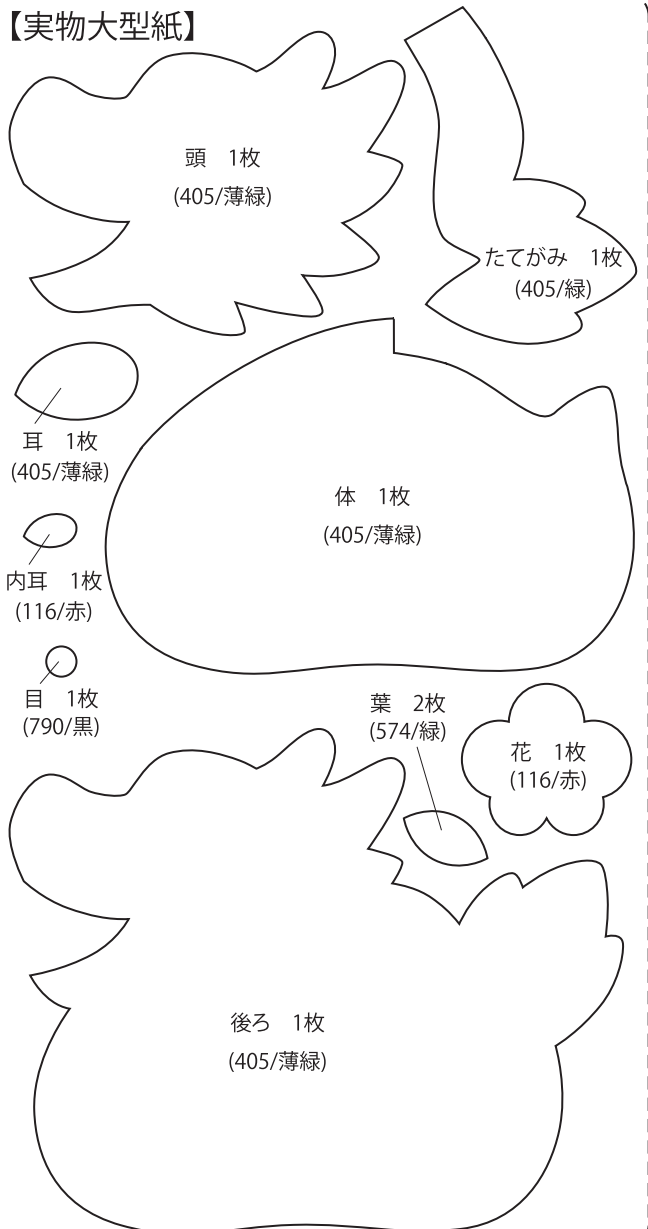 【実物大型紙】
頭　1枚
(405/薄緑)
たてがみ　1枚
(405/緑)
耳　1枚
(405/薄緑)
体　1枚
(405/薄緑)
内耳　1枚
(116/赤)
目　1枚
(790/黒)
葉　2枚
(574/緑)
花　1枚
(116/赤)
後ろ　1枚
(405/薄緑)